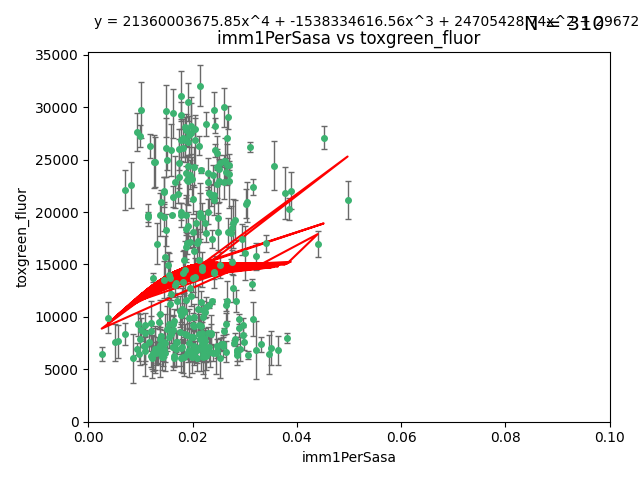 y = 21360003675.85x^4 + -1538334616.56x^3 +
N = 310
imm1PerSasa vs toxgreen_fluor
35000
30000
25000
20000
15000
10000
5000
0
toxgreen_fluor
0.00 0.02 0.04 0.06 0.08 0.10
imm1PerSasa